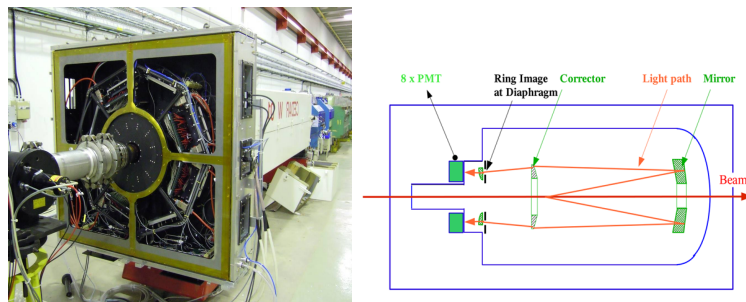 8 x PMT
Ring Image
at Diaphragm
Corrector
Light path
Mirror
Beam